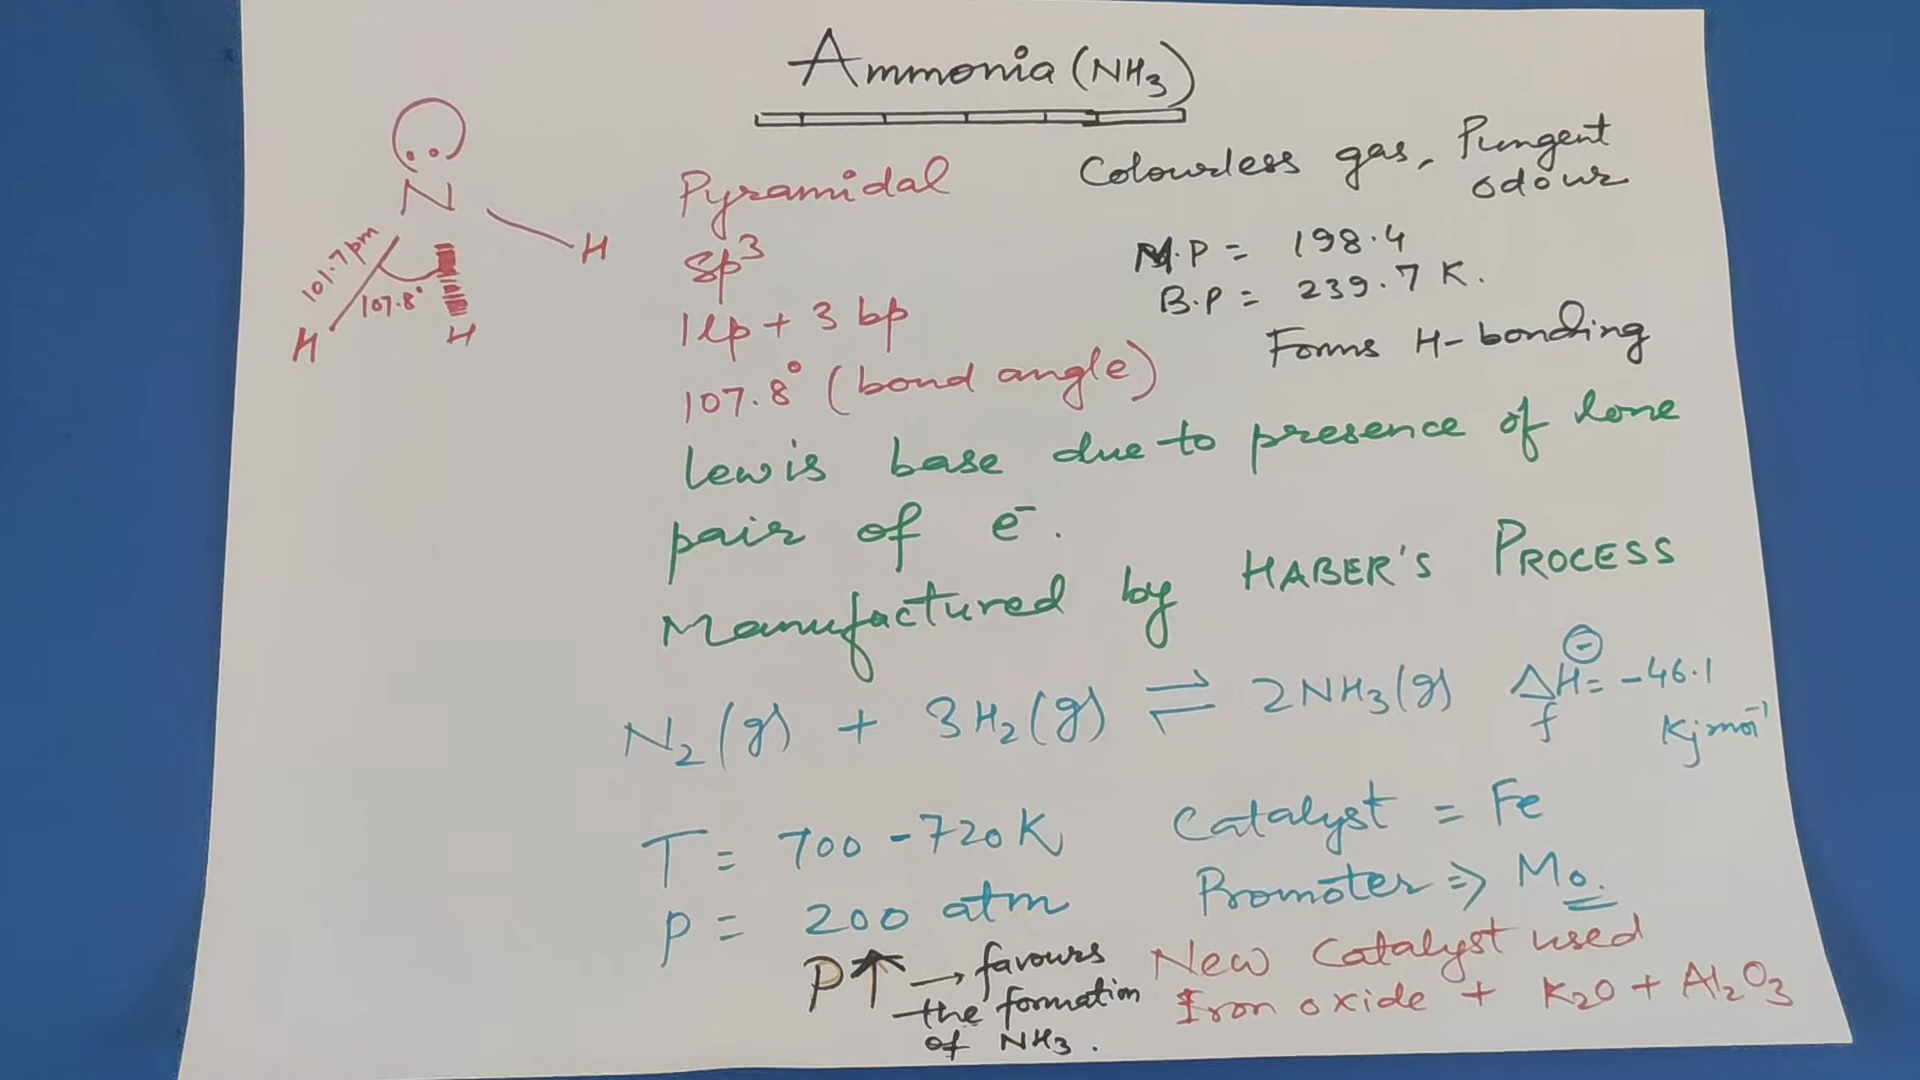 Ammonia (NH3)
N
H
H
H
101.7pm
107.8°
Pyramidal
sp³
1lp + 3 bp
107.8° (bond angle)
Colourless gas, Pungent
odour
M.P = 198.4
B.P = 239.7 K.
Forms H-bonding
Lewis base due to presence of lone
pair of e⁻.
Manufactured by HABER'S PROCESS
N₂(g) + 3H₂(g) ⇌ 2NH₃(g) ΔfH⊖ = -46.1
Kjmol⁻¹
T = 700-720K
P = 200 atm
Catalyst = Fe
Promoter ⇒ Mo.
P↑ → favours
the formation
of NH3.
New Catalyst used
Iron oxide + K₂O + Al₂O₃